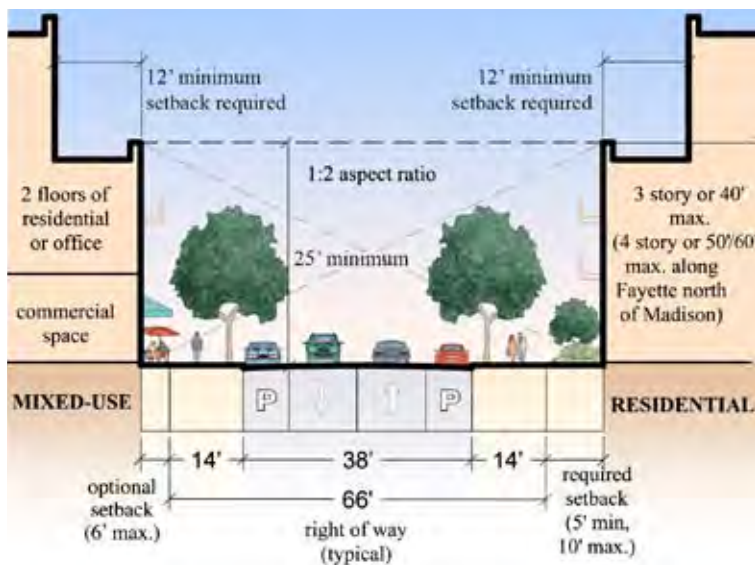 12' minimum
setback required
12' minimum
setback required
1:2 aspect ratio
2 floors of
residential
or office
25' minimum
3 story or 40'
max.
(4 story or 50'/60'
max. along
Fayette north
of Madison)
commercial
space
MIXED-USE
P
P
RESIDENTIAL
14'
38'
14'
optional
setback
(6' max.)
66'
right of way
(typical)
required
setback
(5' min,
10' max.)